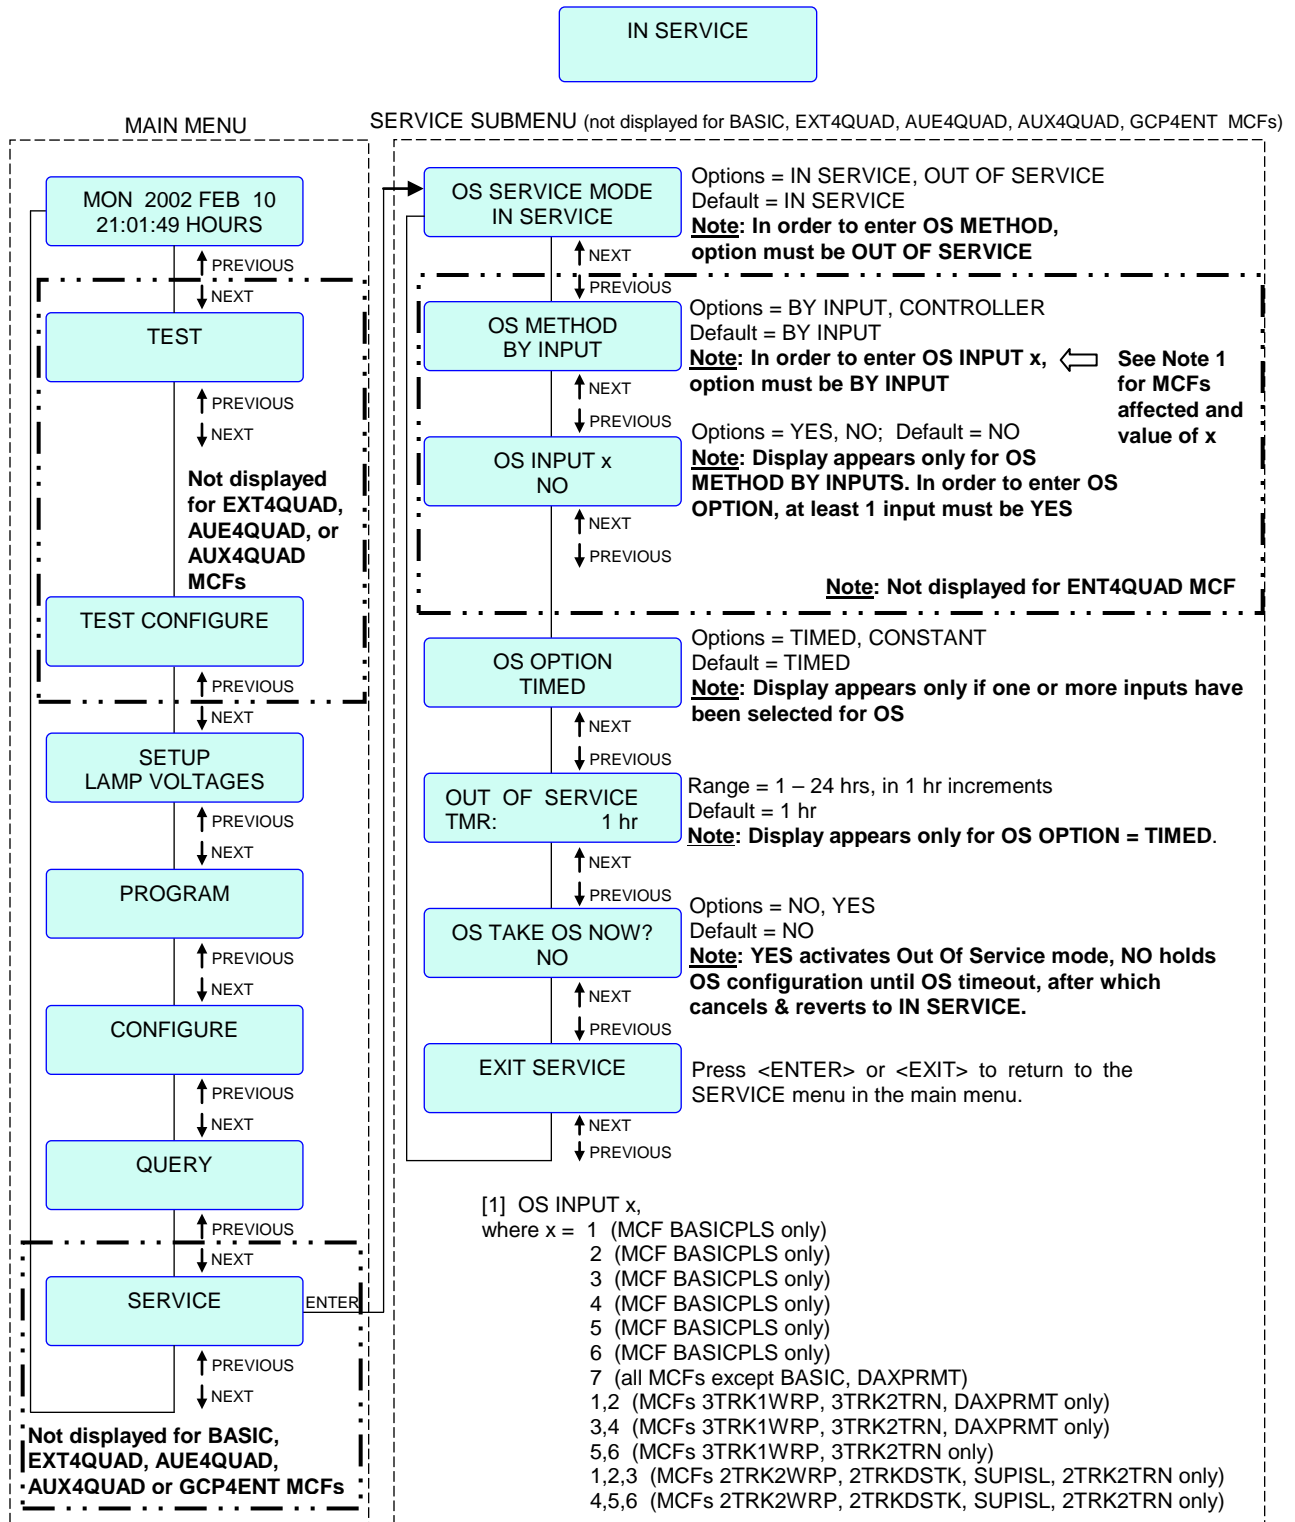 IN SERVICE
MAIN MENU
MON 2002 FEB 10
21:01:49 HOURS
PREVIOUS
NEXT
TEST
PREVIOUS
NEXT
Not displayed
for EXT4QUAD,
AUE4QUAD, or
AUX4QUAD
MCFs
TEST CONFIGURE
PREVIOUS
NEXT
SETUP
LAMP VOLTAGES
PREVIOUS
NEXT
PROGRAM
PREVIOUS
NEXT
CONFIGURE
PREVIOUS
NEXT
QUERY
PREVIOUS
NEXT
SERVICE
ENTER
PREVIOUS
NEXT
Not displayed for BASIC,
EXT4QUAD, AUE4QUAD,
AUX4QUAD or GCP4ENT MCFs
SERVICE SUBMENU (not displayed for BASIC, EXT4QUAD, AUE4QUAD, AUX4QUAD, GCP4ENT MCFs)
OS SERVICE MODE
IN SERVICE
Options = IN SERVICE, OUT OF SERVICE
Default = IN SERVICE
Note: In order to enter OS METHOD,
option must be OUT OF SERVICE
NEXT
PREVIOUS
OS METHOD
BY INPUT
Options = BY INPUT, CONTROLLER
Default = BY INPUT
Note: In order to enter OS INPUT x,
option must be BY INPUT
See Note 1
for MCFs
affected and
value of x
NEXT
PREVIOUS
OS INPUT x
NO
Options = YES, NO; Default = NO
Note: Display appears only for OS
METHOD BY INPUTS. In order to enter OS
OPTION, at least 1 input must be YES
NEXT
PREVIOUS
Note: Not displayed for ENT4QUAD MCF
OS OPTION
TIMED
Options = TIMED, CONSTANT
Default = TIMED
Note: Display appears only if one or more inputs have
been selected for OS
NEXT
PREVIOUS
OUT OF SERVICE
TMR: 1 hr
Range = 1 – 24 hrs, in 1 hr increments
Default = 1 hr
Note: Display appears only for OS OPTION = TIMED.
NEXT
PREVIOUS
OS TAKE OS NOW?
NO
Options = NO, YES
Default = NO
Note: YES activates Out Of Service mode, NO holds
OS configuration until OS timeout, after which
cancels & reverts to IN SERVICE.
NEXT
PREVIOUS
EXIT SERVICE
Press <ENTER> or <EXIT> to return to the
SERVICE menu in the main menu.
NEXT
PREVIOUS
[1] OS INPUT x,
where x = 1 (MCF BASICPLS only)
2 (MCF BASICPLS only)
3 (MCF BASICPLS only)
4 (MCF BASICPLS only)
5 (MCF BASICPLS only)
6 (MCF BASICPLS only)
7 (all MCFs except BASIC, DAXPRMT)
1,2 (MCFs 3TRK1WRP, 3TRK2TRN, DAXPRMT only)
3,4 (MCFs 3TRK1WRP, 3TRK2TRN, DAXPRMT only)
5,6 (MCFs 3TRK1WRP, 3TRK2TRN only)
1,2,3 (MCFs 2TRK2WRP, 2TRKDSTK, SUPISL, 2TRK2TRN only)
4,5,6 (MCFs 2TRK2WRP, 2TRKDSTK, SUPISL, 2TRK2TRN only)